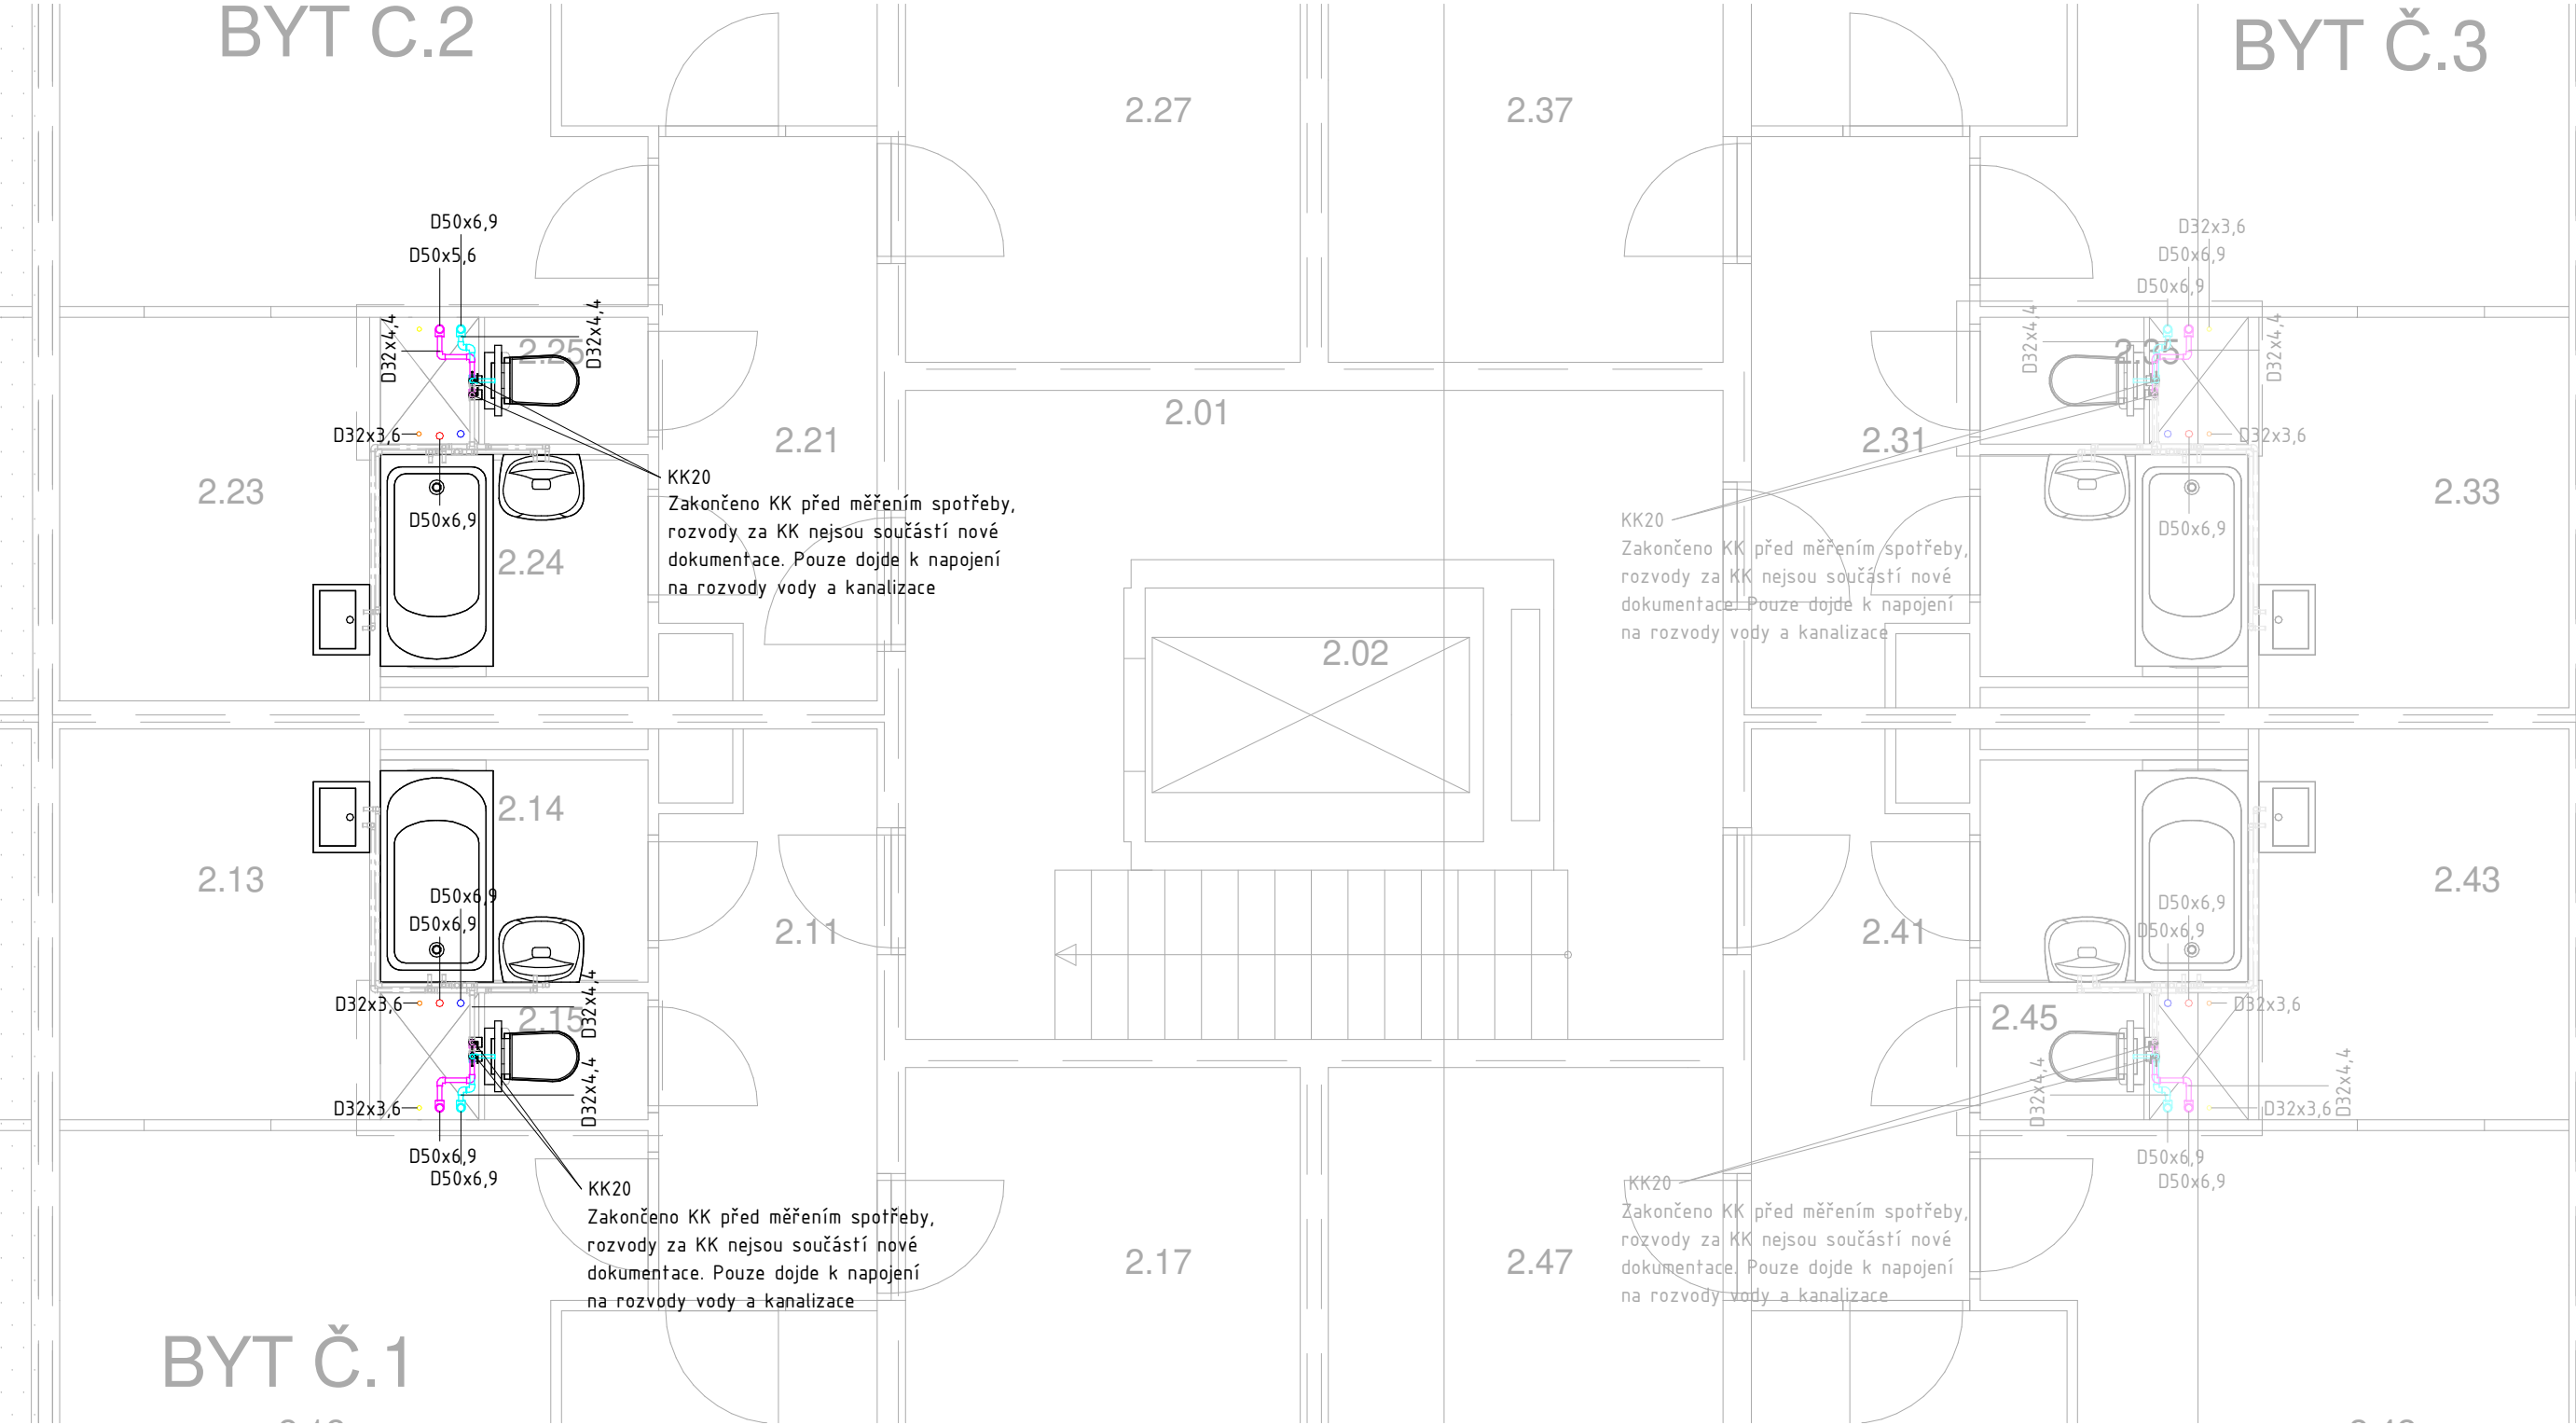 BYT Č.2
BYT Č.3
2.27
2.37
D50x6,9
D50x5,6
D32x4,4
D32x4,4
2.25
D32x3,6
D50x6,9
2.23
2.24
2.21
2.01
KK20
Zakončeno KK před měřením spotřeby,
rozvody za KK nejsou součástí nové
dokumentace. Pouze dojde k napojení
na rozvody vody a kanalizace
D32x3,6
D50x6,9
D50x6,9
D32x4,4
D32x4,4
2.35
D32x3,6
D50x6,9
2.31
2.33
KK20
Zakončeno KK před měřením spotřeby,
rozvody za KK nejsou součástí nové
dokumentace. Pouze dojde k napojení
na rozvody vody a kanalizace
2.02
2.14
2.13
D50x6,9
D50x6,9
2.11
D32x3,6
D32x4,4
2.15
D32x3,6
D32x4,4
D50x6,9
D50x6,9
KK20
Zakončeno KK před měřením spotřeby,
rozvody za KK nejsou součástí nové
dokumentace. Pouze dojde k napojení
na rozvody vody a kanalizace
2.43
D50x6,9
D50x6,9
2.41
2.45
D32x3,6
D32x4,4
D32x4,4
D32x3,6
D50x6,9
D50x6,9
KK20
Zakončeno KK před měřením spotřeby,
rozvody za KK nejsou součástí nové
dokumentace. Pouze dojde k napojení
na rozvody vody a kanalizace
2.17
2.47
BYT Č.1